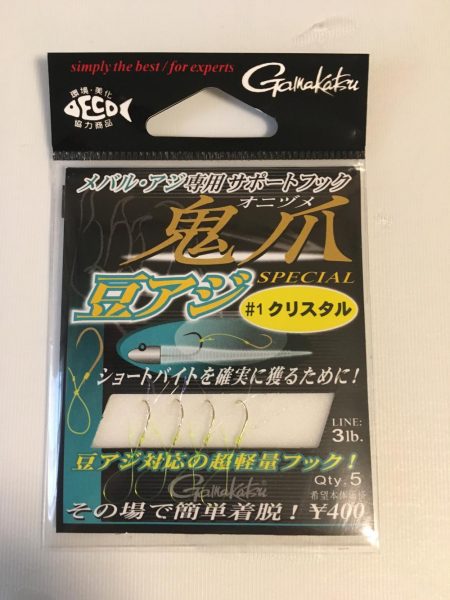 simply the best/for experts
Gamakatsu
環境・美化
ECO
協力商品
メバル・アジ専用サポートフック
オニヅメ
鬼爪
SPECIAL
豆アジ
#1 クリスタル
ショートバイトを確実に獲るために!
LINE:
3lb.
豆アジ対応の超軽量フック!
Gamakatsu
Qty. 5
希望本体価格
その場で簡単着脱! ¥400